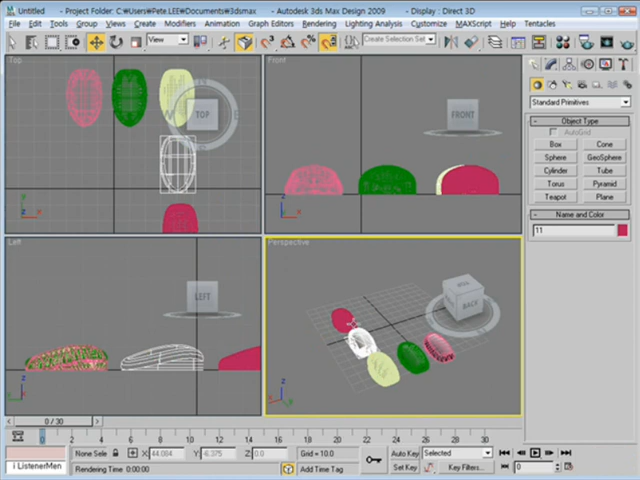 Untitled - Project Folder: C:\Users\Pete.LEE\Documents\3dsmax - Autodesk 3ds Max Design 2009 - Display : Direct 3D
File Edit Tools Group Views Create Modifiers Animation Graph Editors Rendering Lighting Analysis Customize MAXScript Help Tentacles
View Create Selection Set
Top
TOP
Front
FRONT
Left
LEFT
Perspective
BACK
Standard Primitives
Object Type
AutoGrid
Box Cone
Sphere GeoSphere
Cylinder Tube
Torus Pyramid
Teapot Plane
Name and Color
11
0 / 30
0 2 4 6 8 10 12 14 16 18 20 22 24 26 28 30
None Sele X: 44.064 Y: -6.375 Z: 0.0 Grid = 10.0 Auto Key Selected
i ListenerMen Rendering Time 0:00:00 Add Time Tag Set Key Key Filters... 0